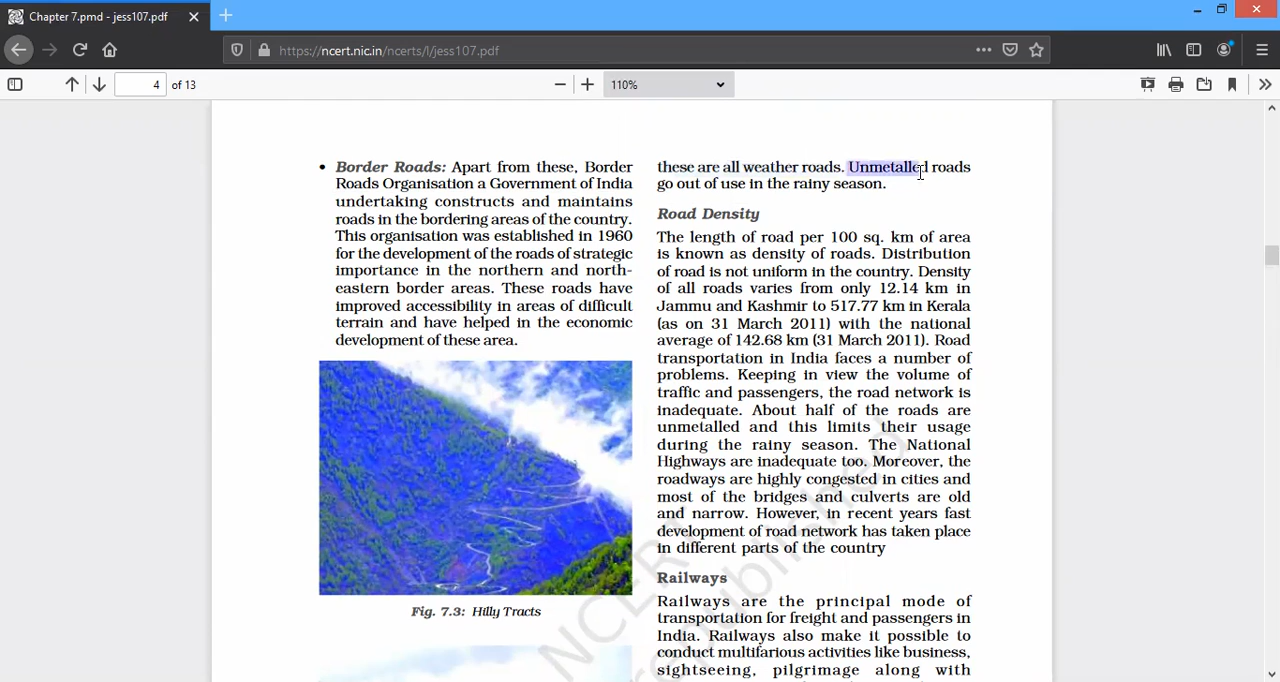 Chapter 7.pmd - jess107.pdf
https://ncert.nic.in/ncerts/l/jess107.pdf
4 of 13
110%
• Border Roads: Apart from these, Border
Roads Organisation a Government of India
undertaking constructs and maintains
roads in the bordering areas of the country.
This organisation was established in 1960
for the development of the roads of strategic
importance in the northern and north-
eastern border areas. These roads have
improved accessibility in areas of difficult
terrain and have helped in the economic
development of these area.
Fig. 7.3: Hilly Tracts
these are all weather roads. Unmetalled roads
go out of use in the rainy season.
Road Density
The length of road per 100 sq. km of area
is known as density of roads. Distribution
of road is not uniform in the country. Density
of all roads varies from only 12.14 km in
Jammu and Kashmir to 517.77 km in Kerala
(as on 31 March 2011) with the national
average of 142.68 km (31 March 2011). Road
transportation in India faces a number of
problems. Keeping in view the volume of
traffic and passengers, the road network is
inadequate. About half of the roads are
unmetalled and this limits their usage
during the rainy season. The National
Highways are inadequate too. Moreover, the
roadways are highly congested in cities and
most of the bridges and culverts are old
and narrow. However, in recent years fast
development of road network has taken place
in different parts of the country
Railways
Railways are the principal mode of
transportation for freight and passengers in
India. Railways also make it possible to
conduct multifarious activities like business,
sightseeing, pilgrimage along with
NCERT
republished